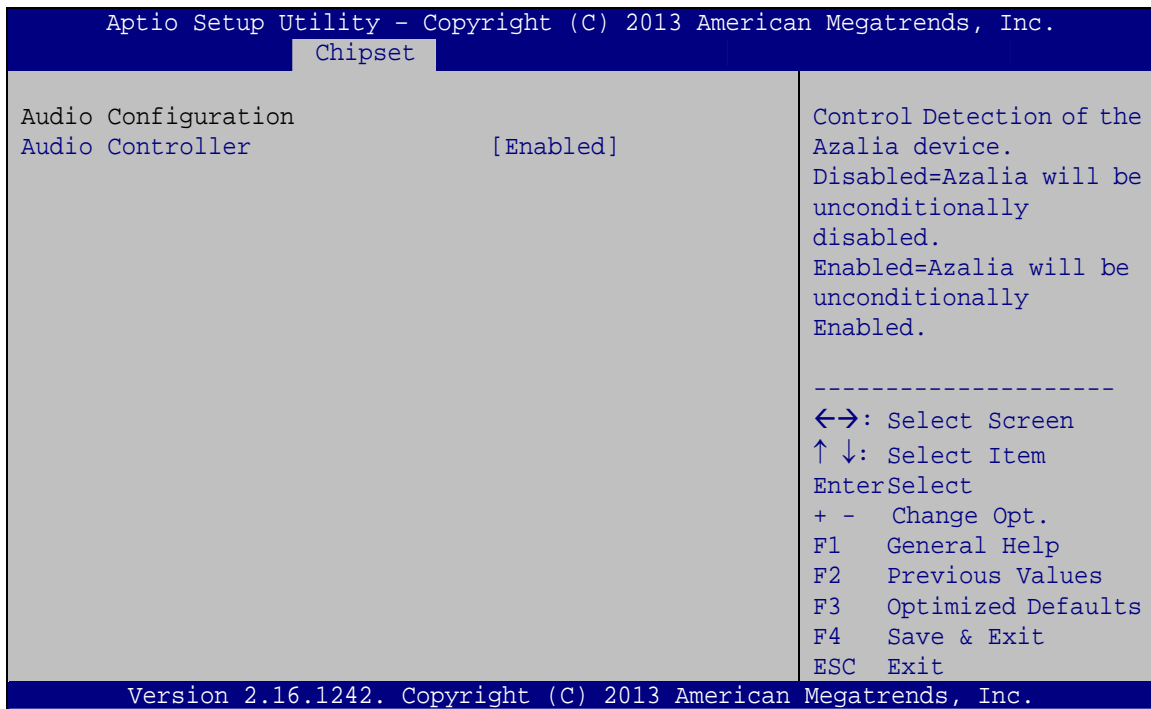 Aptio Setup Utility – Copyright (C) 2013 American Megatrends, Inc.
Chipset
Audio Configuration
Audio Controller [Enabled]
Control Detection of the
Azalia device.
Disabled=Azalia will be
unconditionally
disabled.
Enabled=Azalia will be
unconditionally
Enabled.
---------------------
←→: Select Screen
↑ ↓: Select Item
EnterSelect
+ - Change Opt.
F1 General Help
F2 Previous Values
F3 Optimized Defaults
F4 Save & Exit
ESC Exit
Version 2.16.1242. Copyright (C) 2013 American Megatrends, Inc.